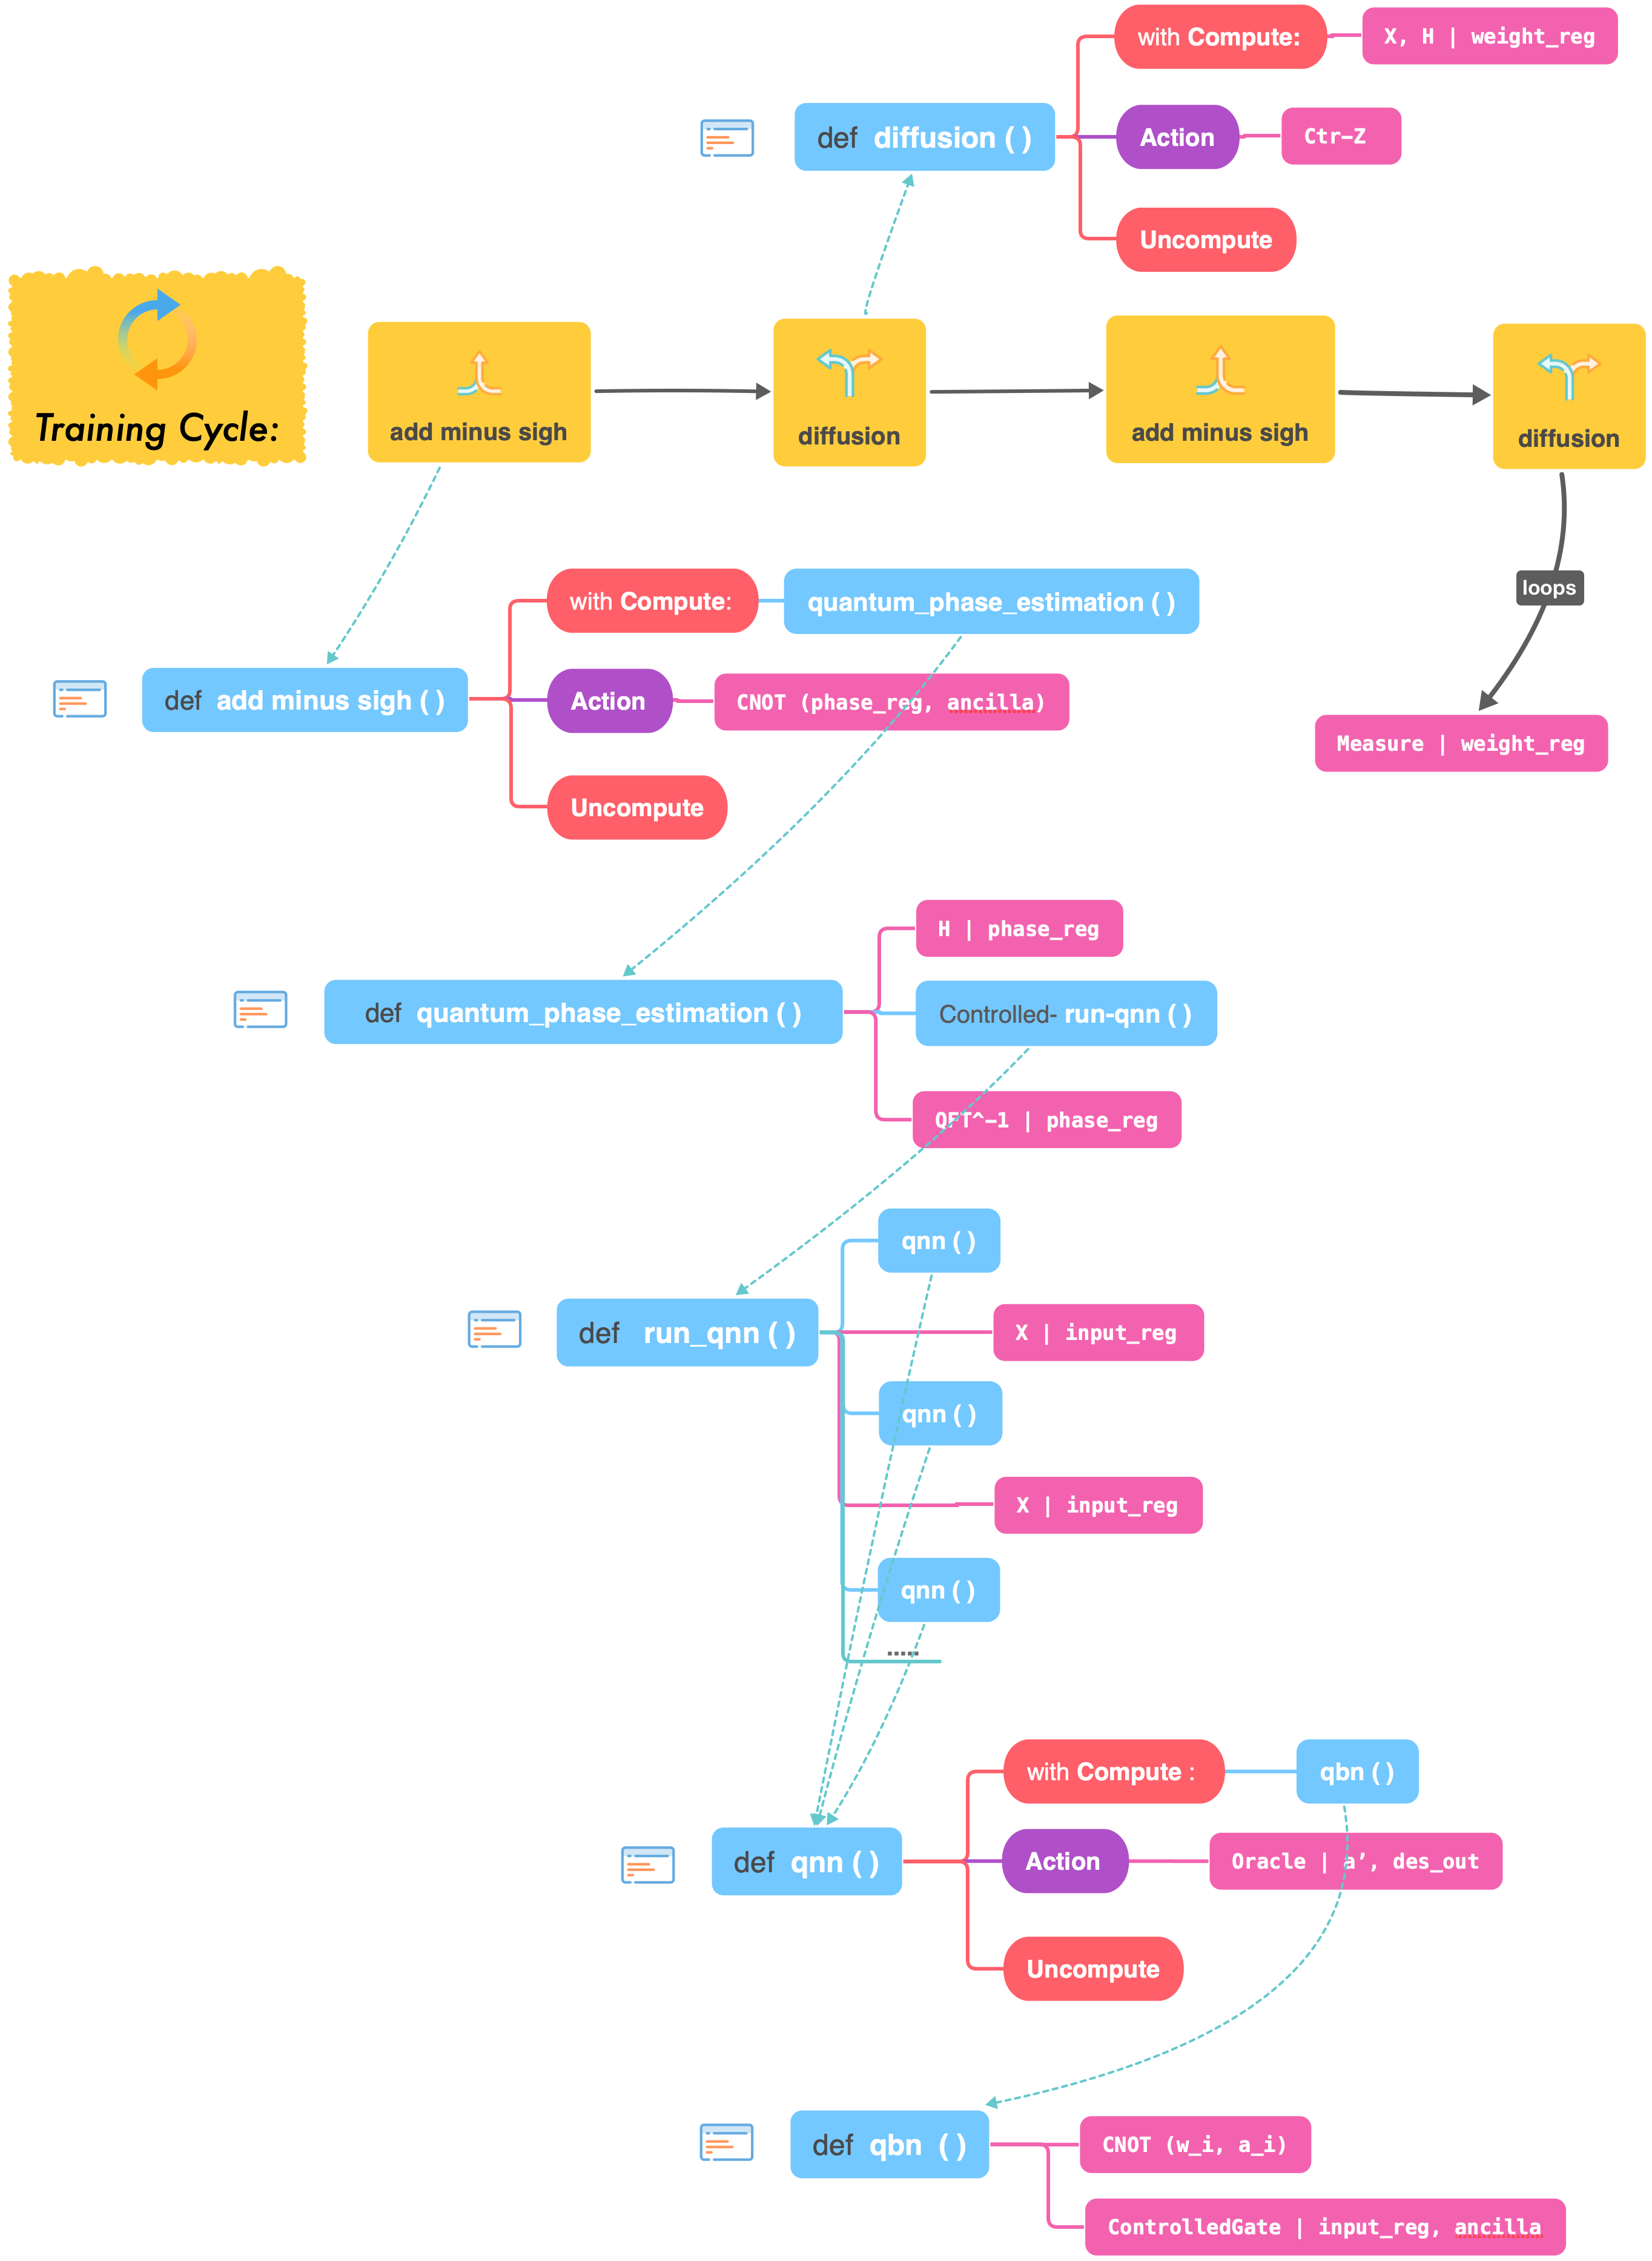 with Compute:
X, H | weight_reg
def diffusion ( )
Action
Ctr-Z
Uncompute
Training Cycle:
add minus sigh
diffusion
add minus sigh
diffusion
loops
with Compute:
quantum_phase_estimation ( )
def add minus sigh ( )
Action
CNOT (phase_reg, ancilla)
Measure | weight_reg
Uncompute
H | phase_reg
def quantum_phase_estimation ( )
Controlled- run-qnn ( )
QFT^-1 | phase_reg
qnn ( )
def run_qnn ( )
X | input_reg
qnn ( )
X | input_reg
qnn ( )
.....
with Compute :
qbn ( )
def qnn ( )
Action
Oracle | a’, des_out
Uncompute
def qbn ( )
CNOT (w_i, a_i)
ControlledGate | input_reg, ancilla